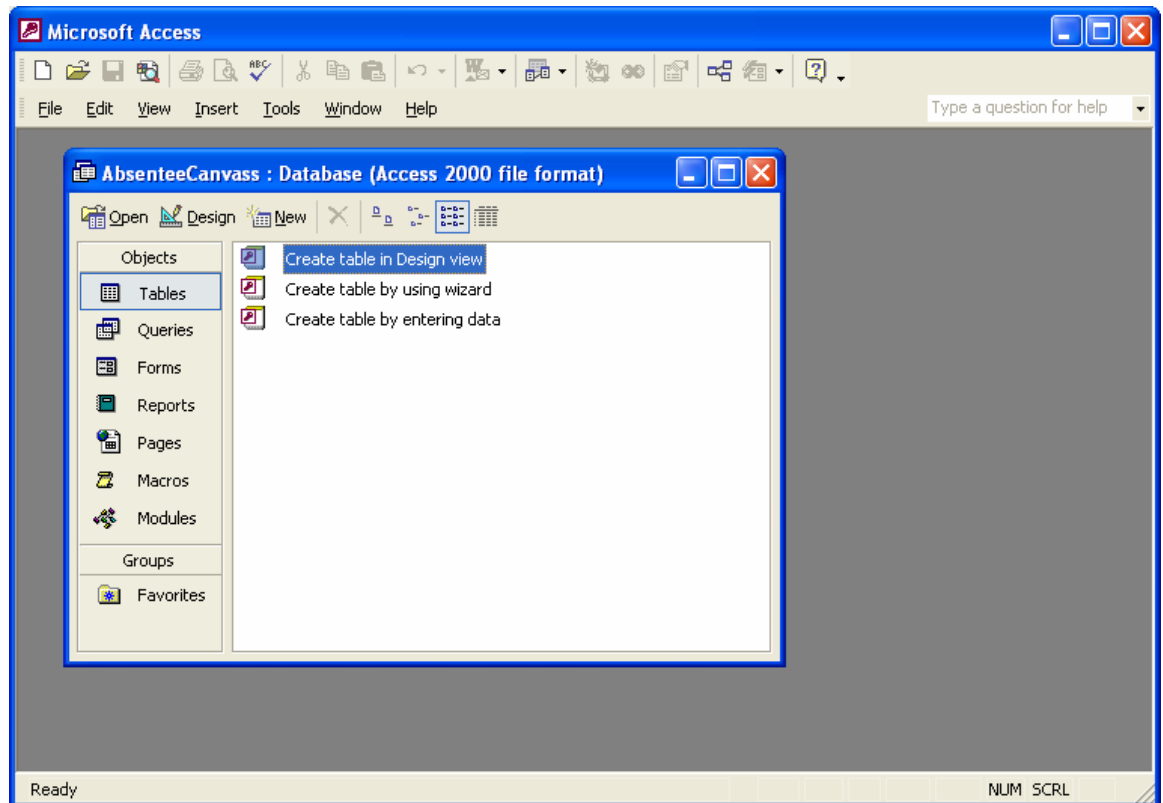 Microsoft Access
ABC
File Edit View Insert Tools Window Help Type a question for help
AbsenteeCanvass : Database (Access 2000 file format)
Open Design New
Objects
Tables
Queries
Forms
Reports
Pages
Macros
Modules
Groups
Favorites
Create table in Design view
Create table by using wizard
Create table by entering data
Ready NUM SCRL